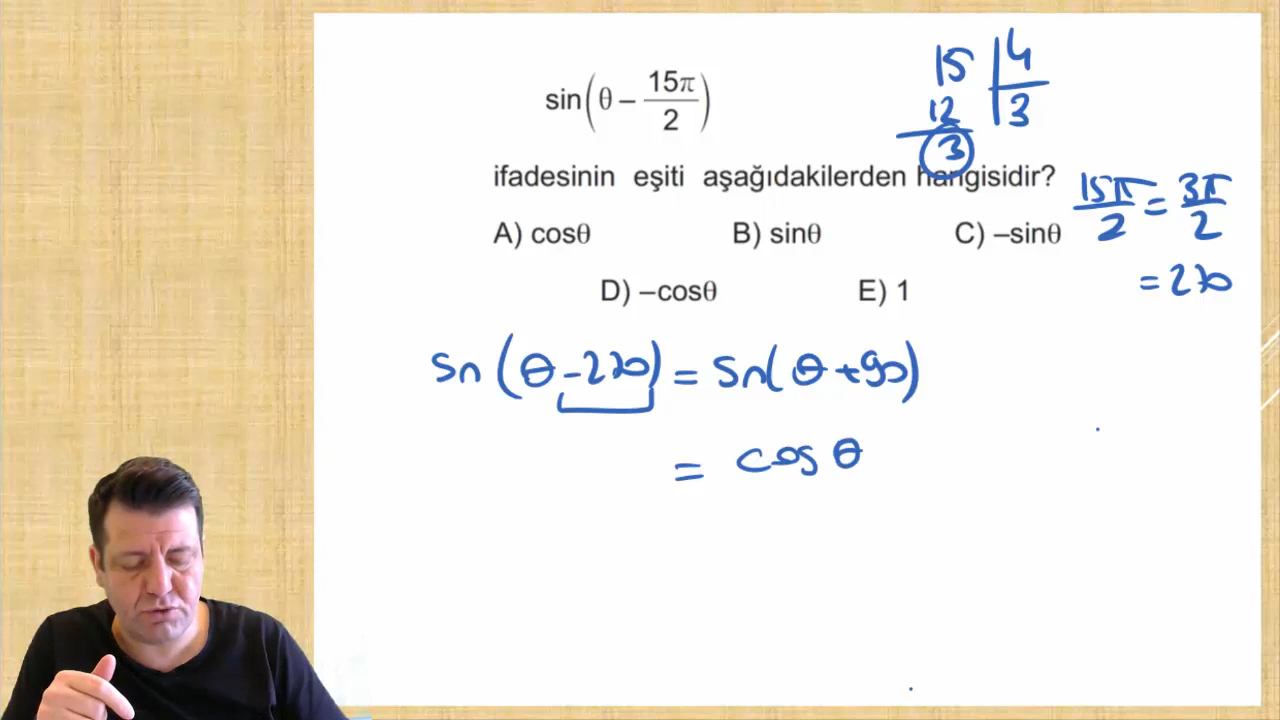 sin(θ – 15π/2)
ifadesinin eşiti aşağıdakilerden hangisidir?
A) cosθ B) sinθ C) –sinθ
D) –cosθ E) 1
15 | 4
12 | 3
3
15π/2 = 3π/2
= 270
Sn(θ - 270) = Sn(θ + 90)
= cos θ